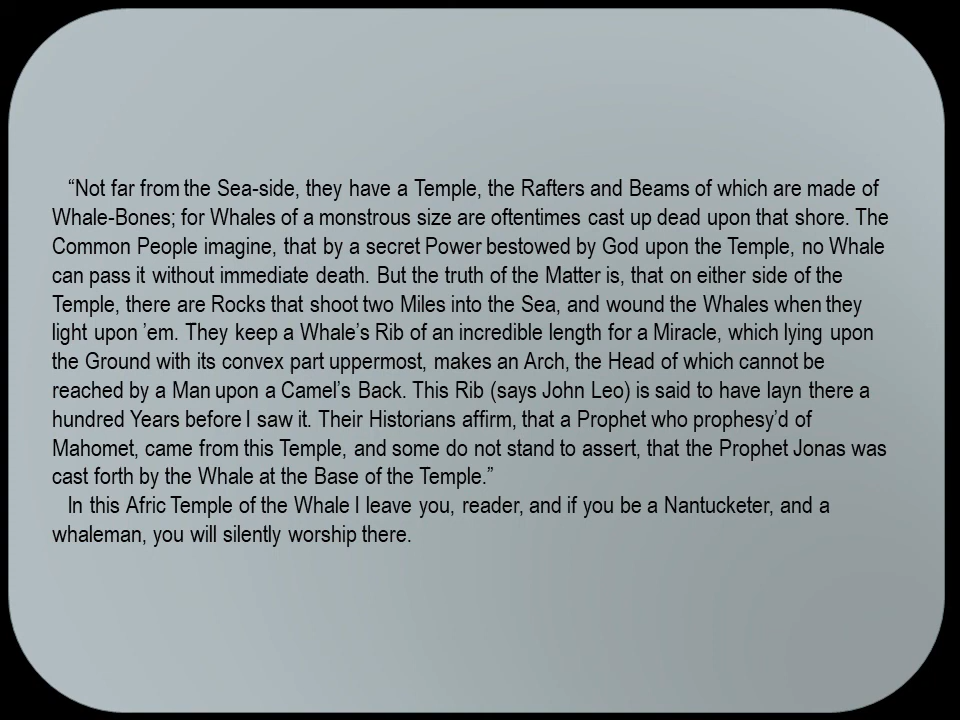 “Not far from the Sea-side, they have a Temple, the Rafters and Beams of which are made of
Whale-Bones; for Whales of a monstrous size are oftentimes cast up dead upon that shore. The
Common People imagine, that by a secret Power bestowed by God upon the Temple, no Whale
can pass it without immediate death. But the truth of the Matter is, that on either side of the
Temple, there are Rocks that shoot two Miles into the Sea, and wound the Whales when they
light upon ’em. They keep a Whale’s Rib of an incredible length for a Miracle, which lying upon
the Ground with its convex part uppermost, makes an Arch, the Head of which cannot be
reached by a Man upon a Camel’s Back. This Rib (says John Leo) is said to have layn there a
hundred Years before I saw it. Their Historians affirm, that a Prophet who prophesy’d of
Mahomet, came from this Temple, and some do not stand to assert, that the Prophet Jonas was
cast forth by the Whale at the Base of the Temple.”
In this Afric Temple of the Whale I leave you, reader, and if you be a Nantucketer, and a
whaleman, you will silently worship there.